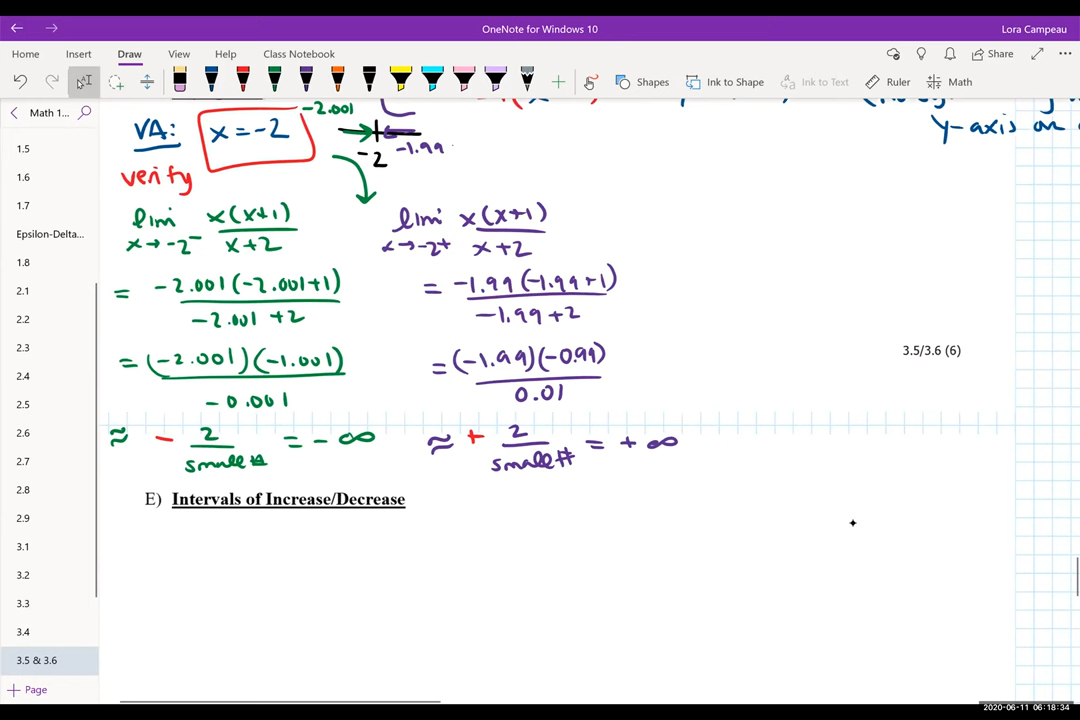 OneNote for Windows 10
Lora Campeau
Home Insert Draw View Help Class Notebook
Share
Shapes
Ink to Shape
Ink to Text
Ruler
Math
Math 1...
1.5
1.6
1.7
Epsilon-Delta...
1.8
2.1
2.2
2.3
2.4
2.5
2.6
2.7
2.8
2.9
3.1
3.2
3.3
3.4
3.5 & 3.6
Page
y-axis on
VA: x = -2
-2.001
-2
-1.99
verify
lim x→-2⁻ x(x+1) / x+2
= -2.001(-2.001+1) / -2.001+2
= (-2.001)(-1.001) / -0.001
≈ - 2 / small # = -∞
lim x→-2⁺ x(x+1) / x+2
= -1.99(-1.99+1) / -1.99+2
= (-1.99)(-0.99) / 0.01
≈ + 2 / small # = +∞
3.5/3.6 (6)
E) Intervals of Increase/Decrease
2020-06-11 06:18:34